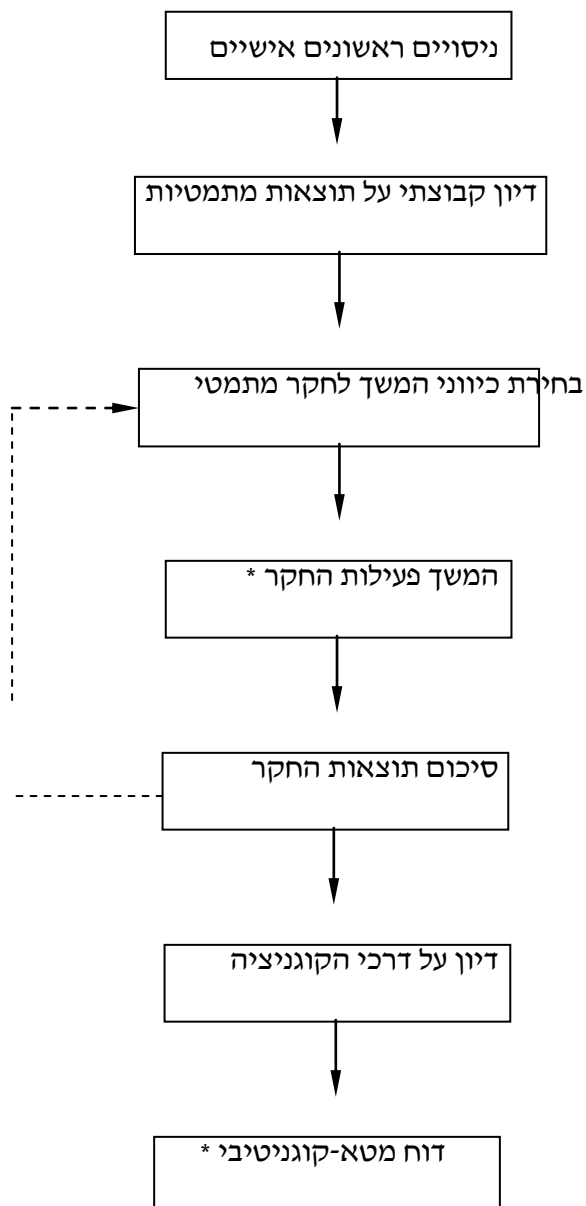 ניסויים ראשונים אישיים
דיון קבוצתי על תוצאות מתמטיות
בחירת כיווני המשך לחקר מתמטי
המשך פעילות החקר *
סיכום תוצאות החקר
דיון על דרכי הקוגניציה
דוח מטא-קוגניטיבי *